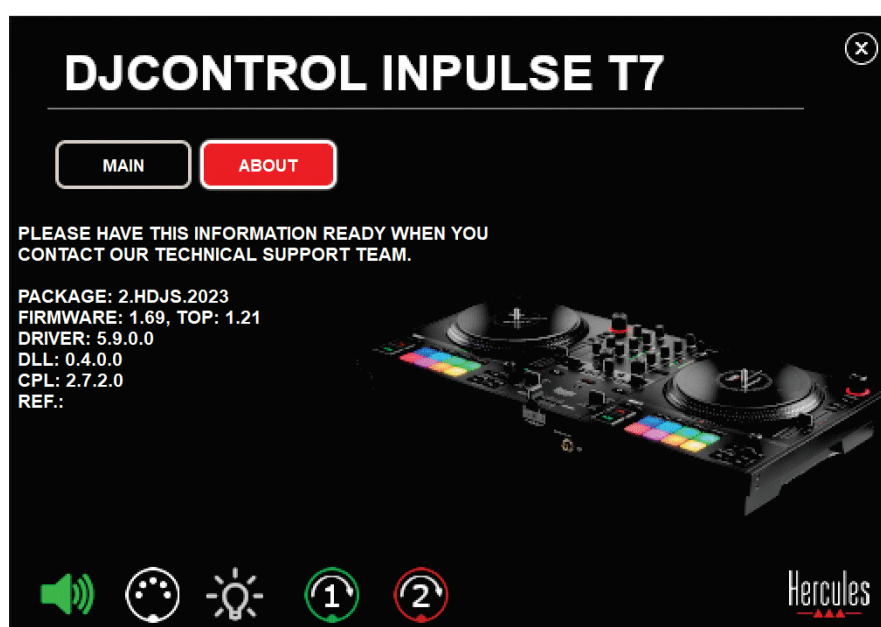 DJCONTROL INPULSE T7
MAIN
ABOUT
PLEASE HAVE THIS INFORMATION READY WHEN YOU
CONTACT OUR TECHNICAL SUPPORT TEAM.
PACKAGE: 2.HDJS.2023
FIRMWARE: 1.69, TOP: 1.21
DRIVER: 5.9.0.0
DLL: 0.4.0.0
CPL: 2.7.2.0
REF.:
1
2
Hercules